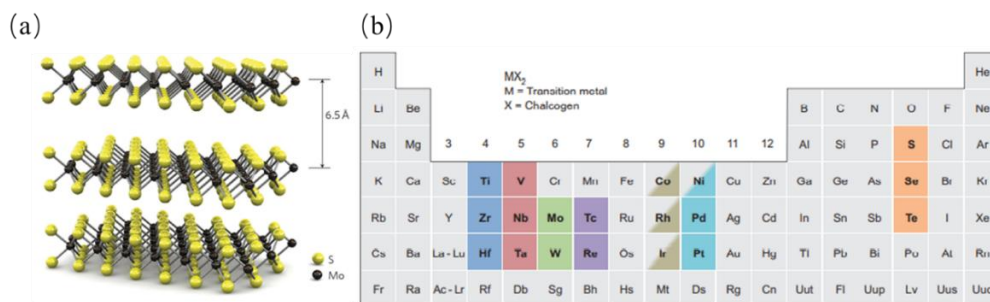 (a)
6.5 Å
S
Mo
(b)
MX2
M = Transition metal
X = Chalcogen
H He
Li Be B C N O F Ne
Na Mg 3 4 5 6 7 8 9 10 11 12 Al Si P S Cl Ar
K Ca Sc Ti V Cr Mn Fe Co Ni Cu Zn Ga Ge As Se Br Kr
Rb Sr Y Zr Nb Mo Tc Ru Rh Pd Ag Cd In Sn Sb Te I Xe
Cs Ba La - Lu Hf Ta W Re Os Ir Pt Au Hg Tl Pb Bi Po At Rn
Fr Ra Ac - Lr Rf Db Sg Bh Hs Mt Ds Rg Cn Uut Fl Uup Lv Uus Uuo